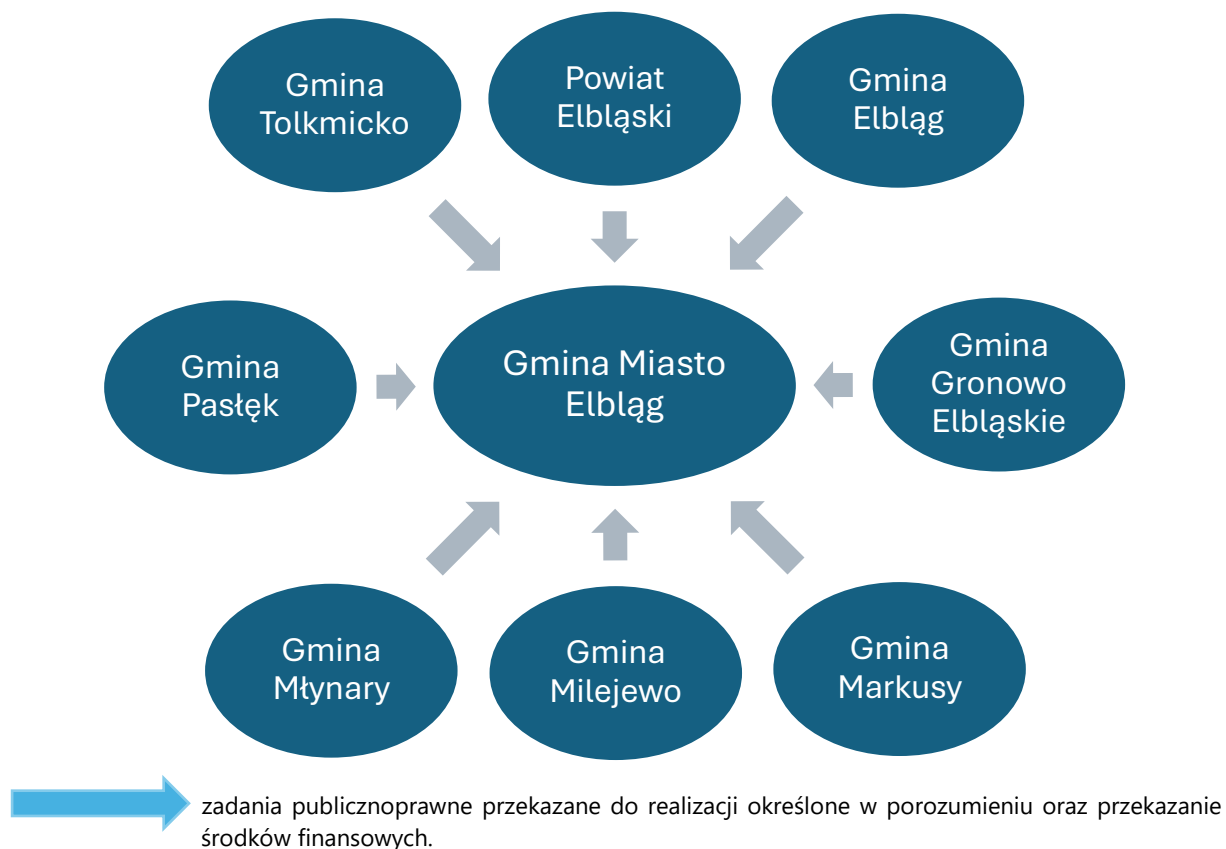 Gmina
Tolkmicko
Powiat
Elbląski
Gmina
Elbląg
Gmina
Pasłęk
Gmina Miasto
Elbląg
Gmina
Gronowo
Elbląskie
Gmina
Młynary
Gmina
Milejewo
Gmina
Markusy
zadania publicznoprawne przekazane do realizacji określone w porozumieniu oraz przekazanie
środków finansowych.